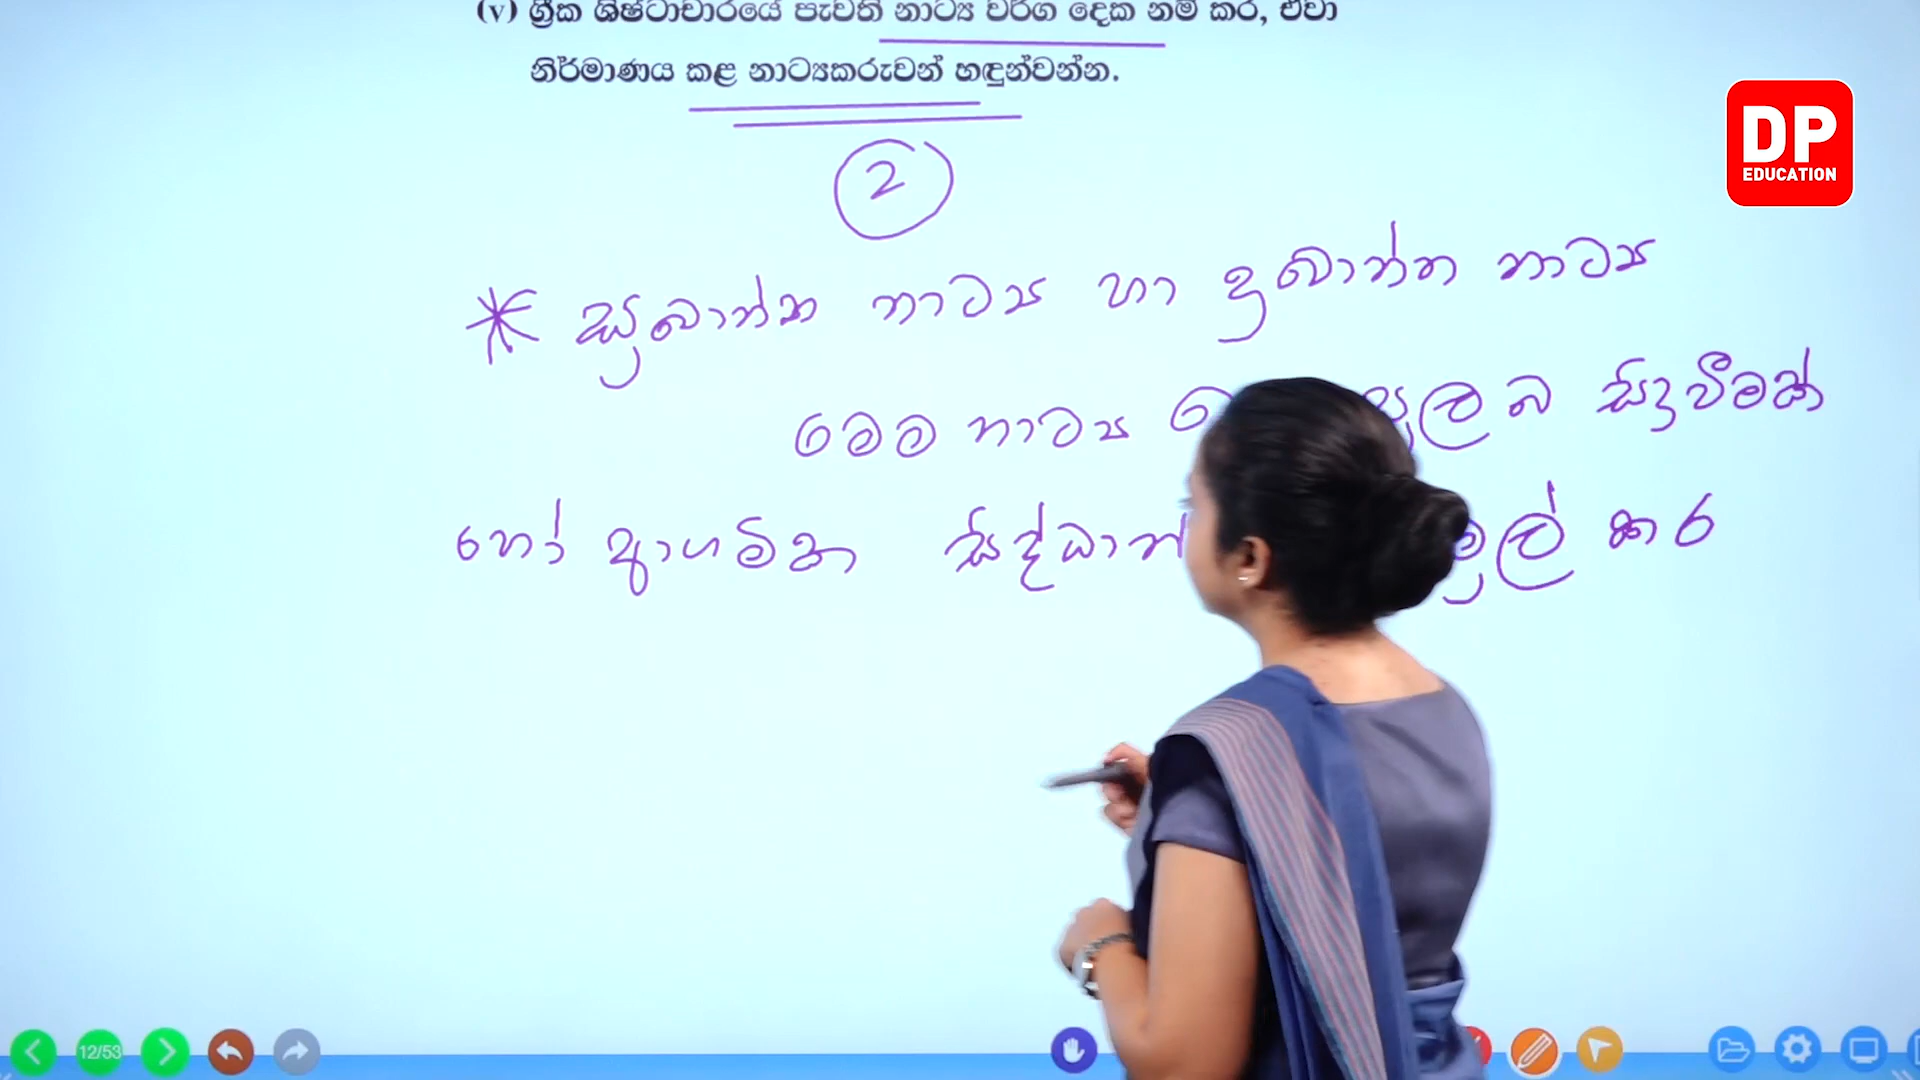 (v) ග්‍රීක ශිෂ්ටාචාරයේ පැවති නාට්‍ය වර්ග දෙක නම් කර, ඒවා
නිර්මාණය කළ නාට්‍යකරුවන් හඳුන්වන්න.
DP
EDUCATION
2
* සුඛාන්ත නාට්‍ය හා දුඛාන්ත නාට්‍ය
මෙම නාට්‍ය සිදුවීමක්
හෝ ආගමික මුල් කර
12/53